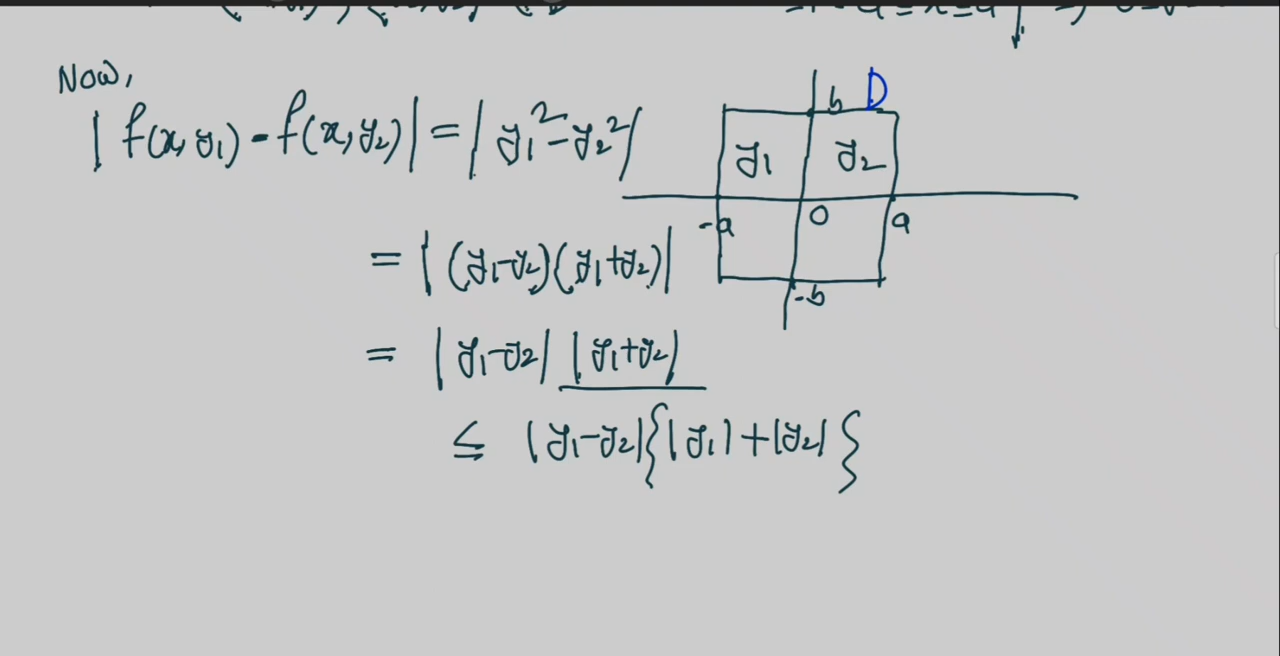 Now,
| f(x, y₁) - f(x, y₂) | = | y₁² - y₂² |
= | (y₁-y₂)(y₁+y₂) |
= | y₁-y₂ | | y₁+y₂ |
≤ | y₁-y₂ | { | y₁ | + | y₂ | }
b D
y₁ y₂
-a 0 a
-b